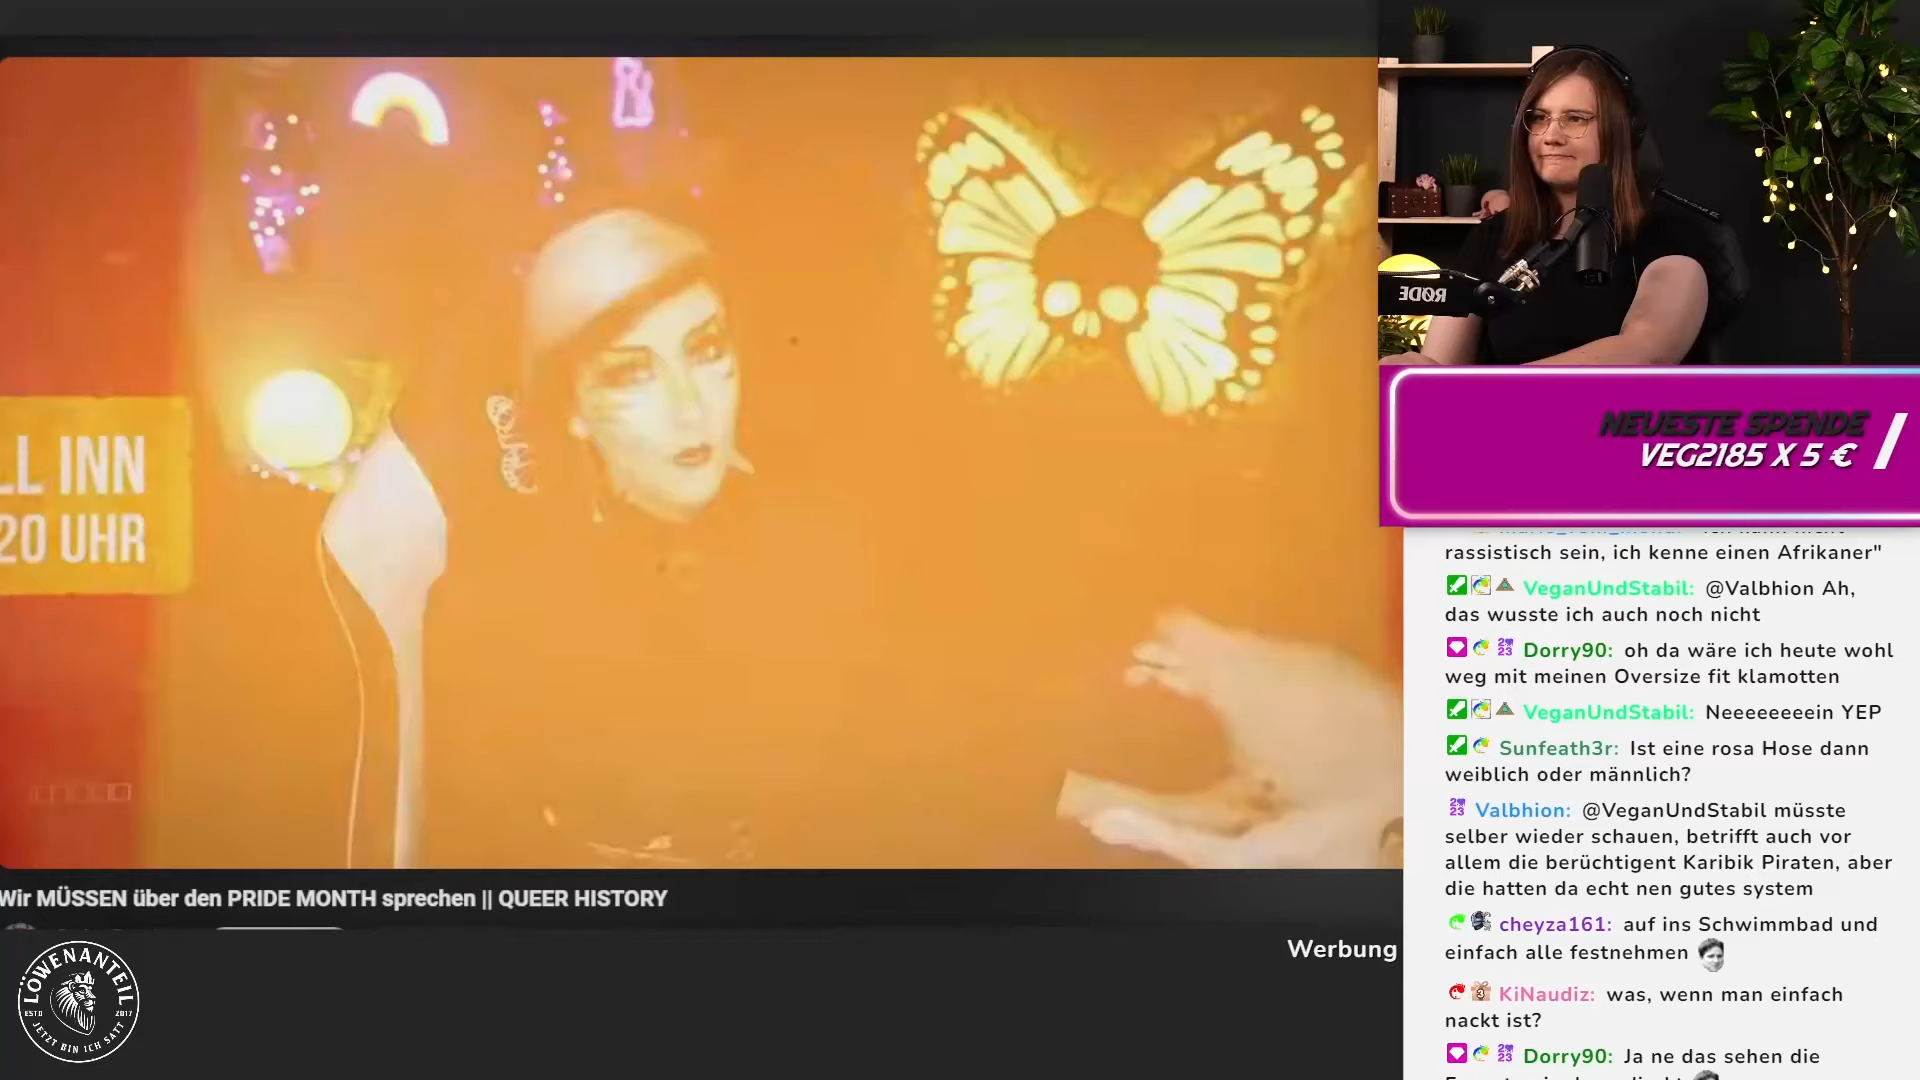 LL INN
20 UHR
Wir MÜSSEN über den PRIDE MONTH sprechen || QUEER HISTORY
LÖWENANTEIL
ESTD 2017
JETZT BIN ICH SATT
Werbung
RØDE
NEUESTE SPENDE
VEG2185 X 5 €
rassistisch sein, ich kenne einen Afrikaner"
VeganUndStabil: @Valbhion Ah,
das wusste ich auch noch nicht
Dorry90: oh da wäre ich heute wohl
weg mit meinen Oversize fit klamotten
VeganUndStabil: Neeeeeeeein YEP
Sunfeath3r: Ist eine rosa Hose dann
weiblich oder männlich?
Valbhion: @VeganUndStabil müsste
selber wieder schauen, betrifft auch vor
allem die berüchtigent Karibik Piraten, aber
die hatten da echt nen gutes system
cheyza161: auf ins Schwimmbad und
einfach alle festnehmen
KiNaudiz: was, wenn man einfach
nackt ist?
Dorry90: Ja ne das sehen die